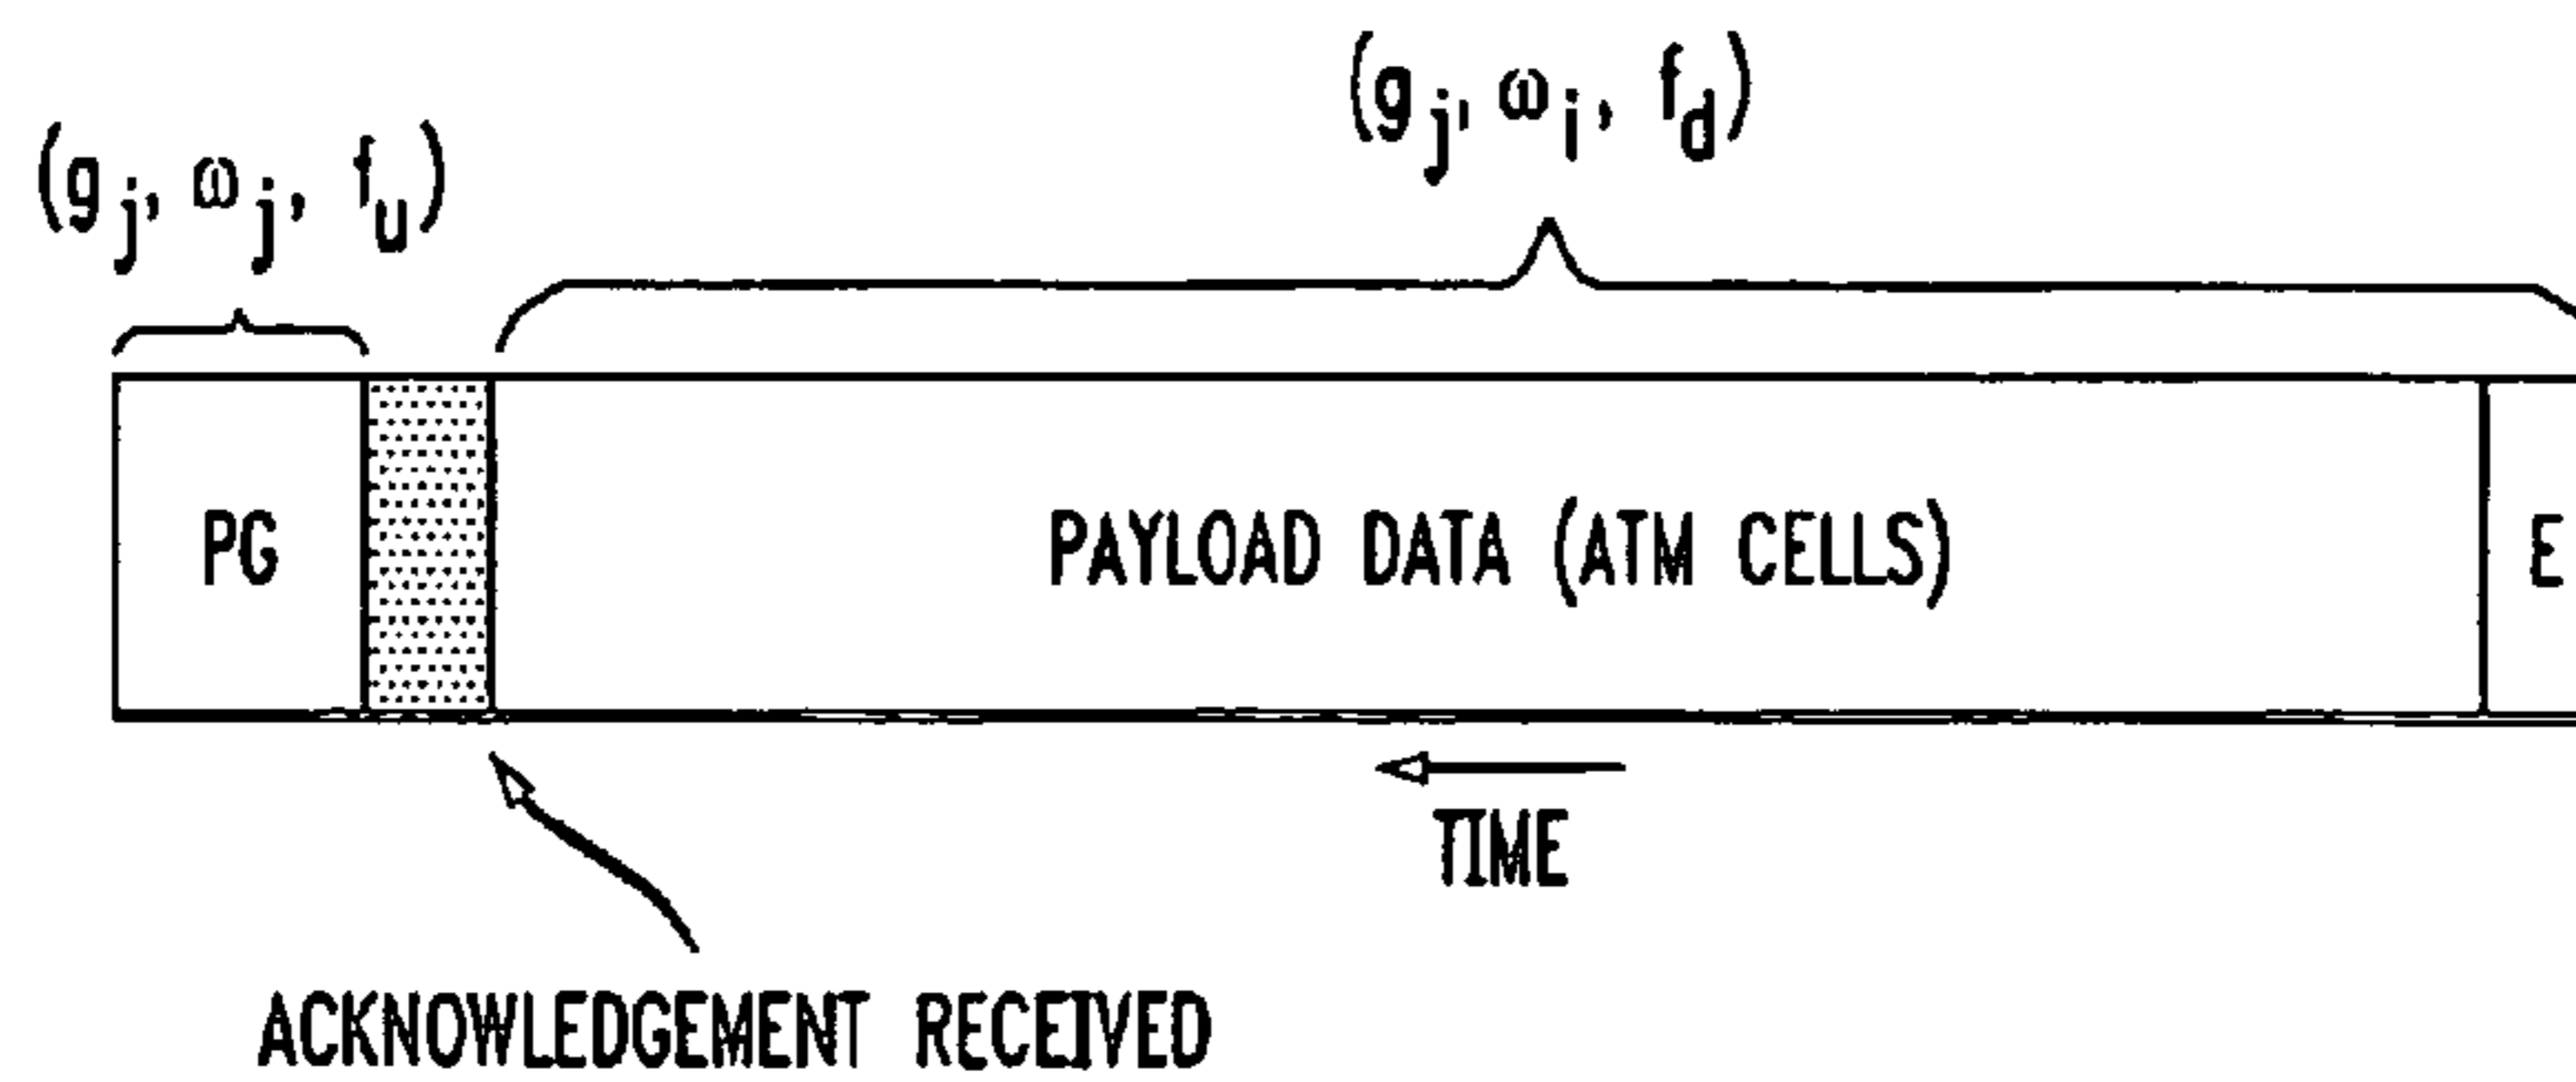 (g_j, ω_j, f_u)
(g_j, ω_i, f_d)
PG
PAYLOAD DATA (ATM CELLS)
E
TIME
ACKNOWLEDGEMENT RECEIVED